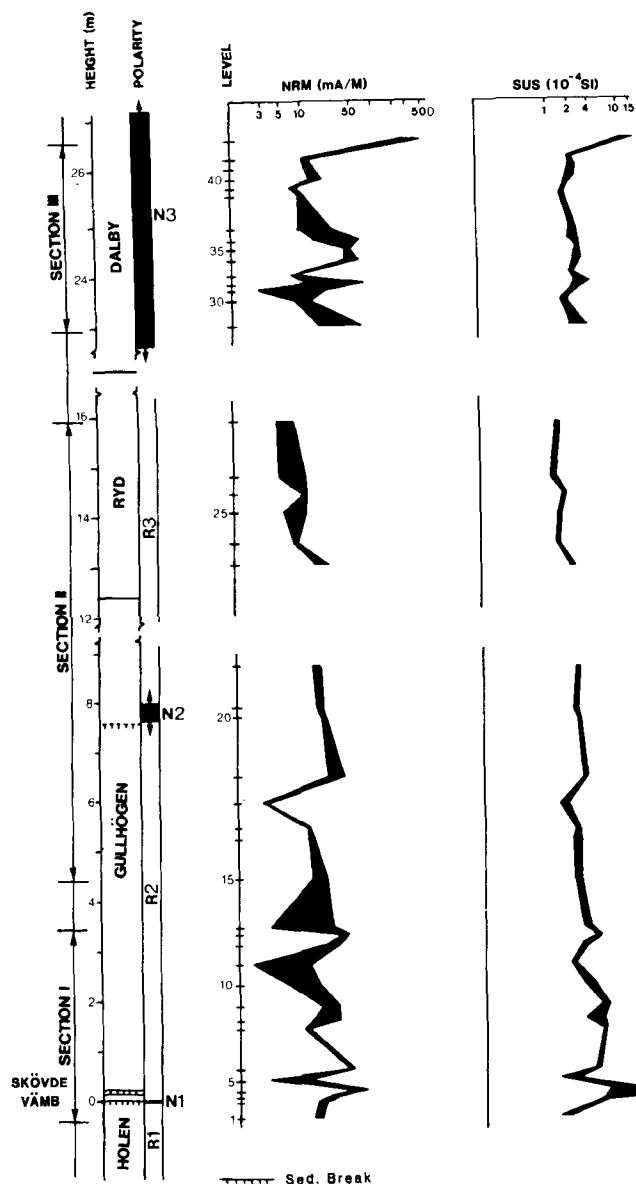 HEIGHT (m)
POLARITY
LEVEL
NRM (mA/M)
3 5 10 50 500
SUS (10⁻⁴SI)
1 2 4 10 15
SECTION III
26
24
DALBY
N3
40
35
30
16
14
12
RYD
R3
25
SECTION II
8
6
4
N2
GULLHÖGEN
R2
20
15
SECTION I
2
0
10
5
1
SKÖVDE
VÄMB
N1
HOLEN
R1
Sed. Break